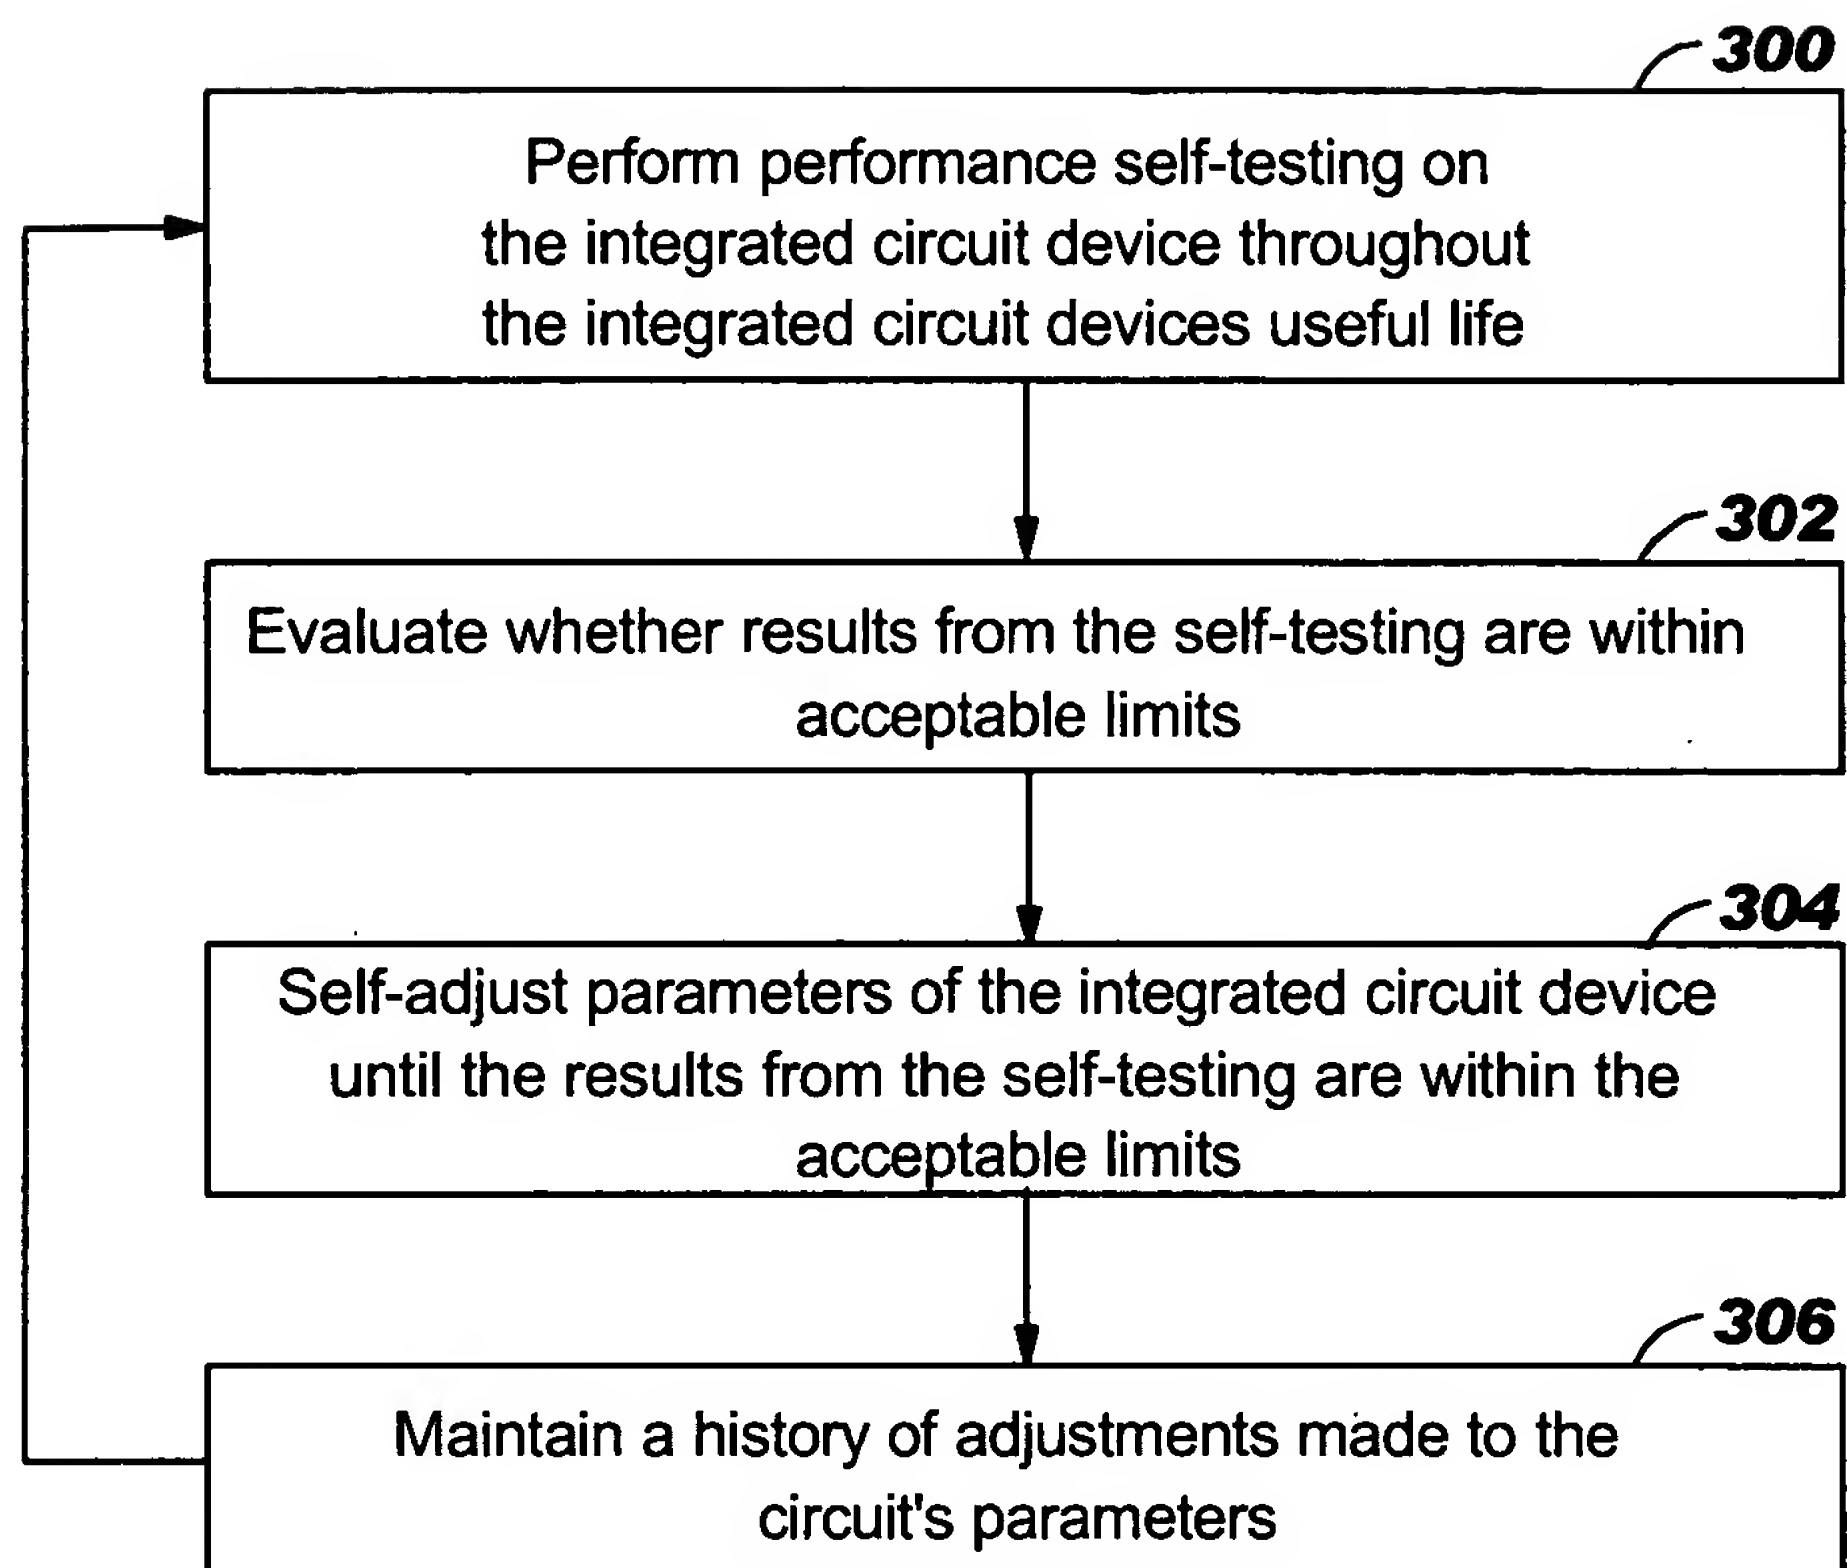 300
Perform performance self-testing on
the integrated circuit device throughout
the integrated circuit devices useful life
302
Evaluate whether results from the self-testing are within
acceptable limits
304
Self-adjust parameters of the integrated circuit device
until the results from the self-testing are within the
acceptable limits
306
Maintain a history of adjustments made to the
circuit's parameters